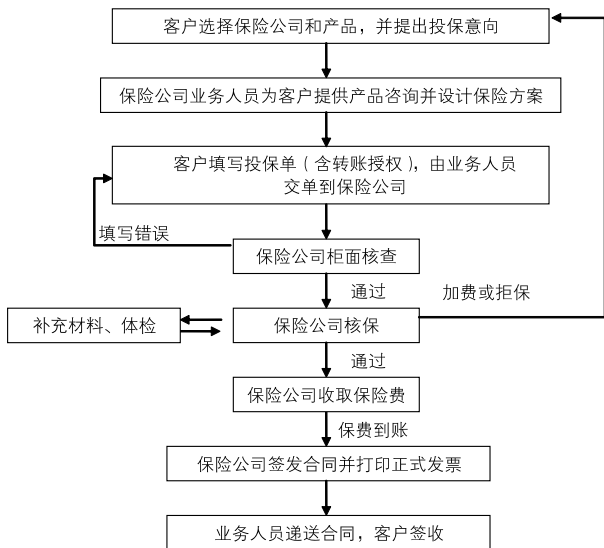 客户选择保险公司和产品，并提出投保意向
保险公司业务人员为客户提供产品咨询并设计保险方案
客户填写投保单（含转账授权），由业务人员
交单到保险公司
填写错误
保险公司柜面核查
通过
加费或拒保
补充材料、体检
保险公司核保
通过
保险公司收取保险费
保费到账
保险公司签发合同并打印正式发票
业务人员递送合同，客户签收